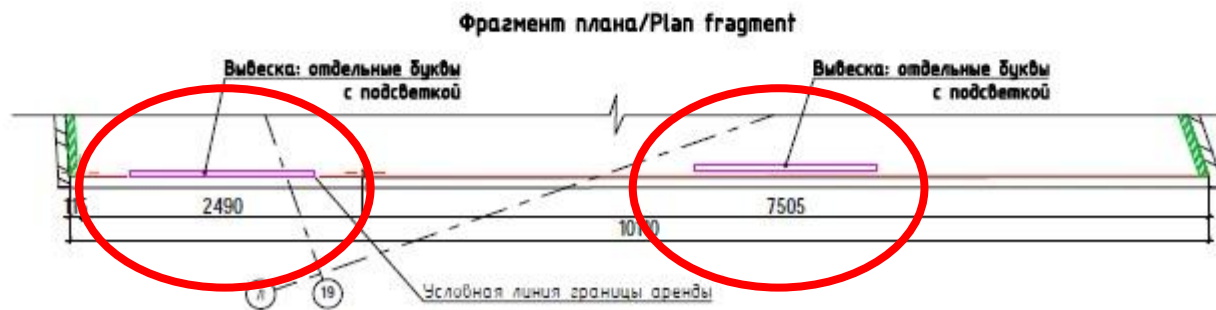 Фрагмент плана/Plan fragment
Вывеска: отдельные буквы
с подсветкой
Вывеска: отдельные буквы
с подсветкой
2490
7505
Л
19
Условная линия границы аренды